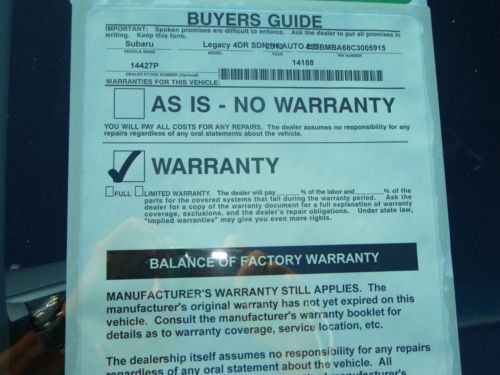 BUYERS GUIDE
IMPORTANT: Spoken promises are difficult to enforce. Ask the dealer to put all promises in
writing. Keep this form.
Subaru Legacy 4DR SDN
VEHICLE MAKE MODEL YEAR VIN NUMBER
14427P 14188
DEALER STOCK NUMBER (Optional)
WARRANTIES FOR THIS VEHICLE:
AS IS - NO WARRANTY
YOU WILL PAY ALL COSTS FOR ANY REPAIRS. The dealer assumes no responsibility for any
repairs regardless of any oral statements about the vehicle.
WARRANTY
FULL LIMITED WARRANTY. The dealer will pay ____% of the labor and ____% of the
parts for the covered systems that fail during the warranty period. Ask the
dealer for a copy of the warranty document for a full explanation of warranty
coverage, exclusions, and the dealer's repair obligations. Under state law,
"implied warranties" may give you even more rights.
BALANCE OF FACTORY WARRANTY
MANUFACTURER'S WARRANTY STILL APPLIES. The
manufacturer's original warranty has not yet expired on this
vehicle. Consult the manufacturer's warranty booklet for
details as to warranty coverage, service location, etc.
The dealership itself assumes no responsibility for any repairs
regardless of any oral statement about the vehicle. All
manufacturer's